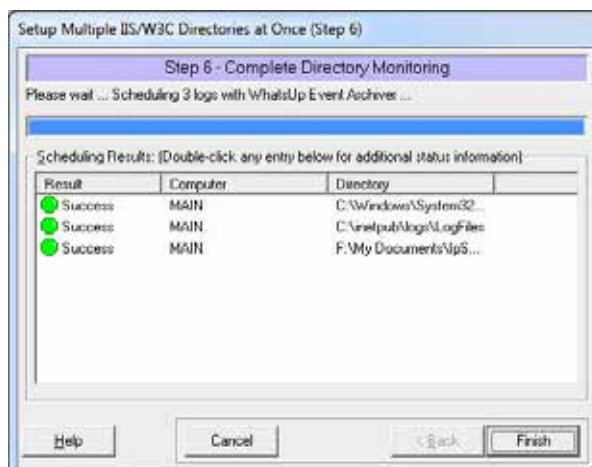 Setup Multiple IIS/W3C Directories at Once (Step 6)
Step 6 - Complete Directory Monitoring
Please wait ... Scheduling 3 logs with WhatsUp Event Archiver ...
Scheduling Results: (Double-click any entry below for additional status information)
Result Computer Directory
Success MAIN C:\Windows\System32...
Success MAIN C:\inetpub\logs\LogFiles
Success MAIN F:\My Documents\IpS...
Help Cancel < Back Finish